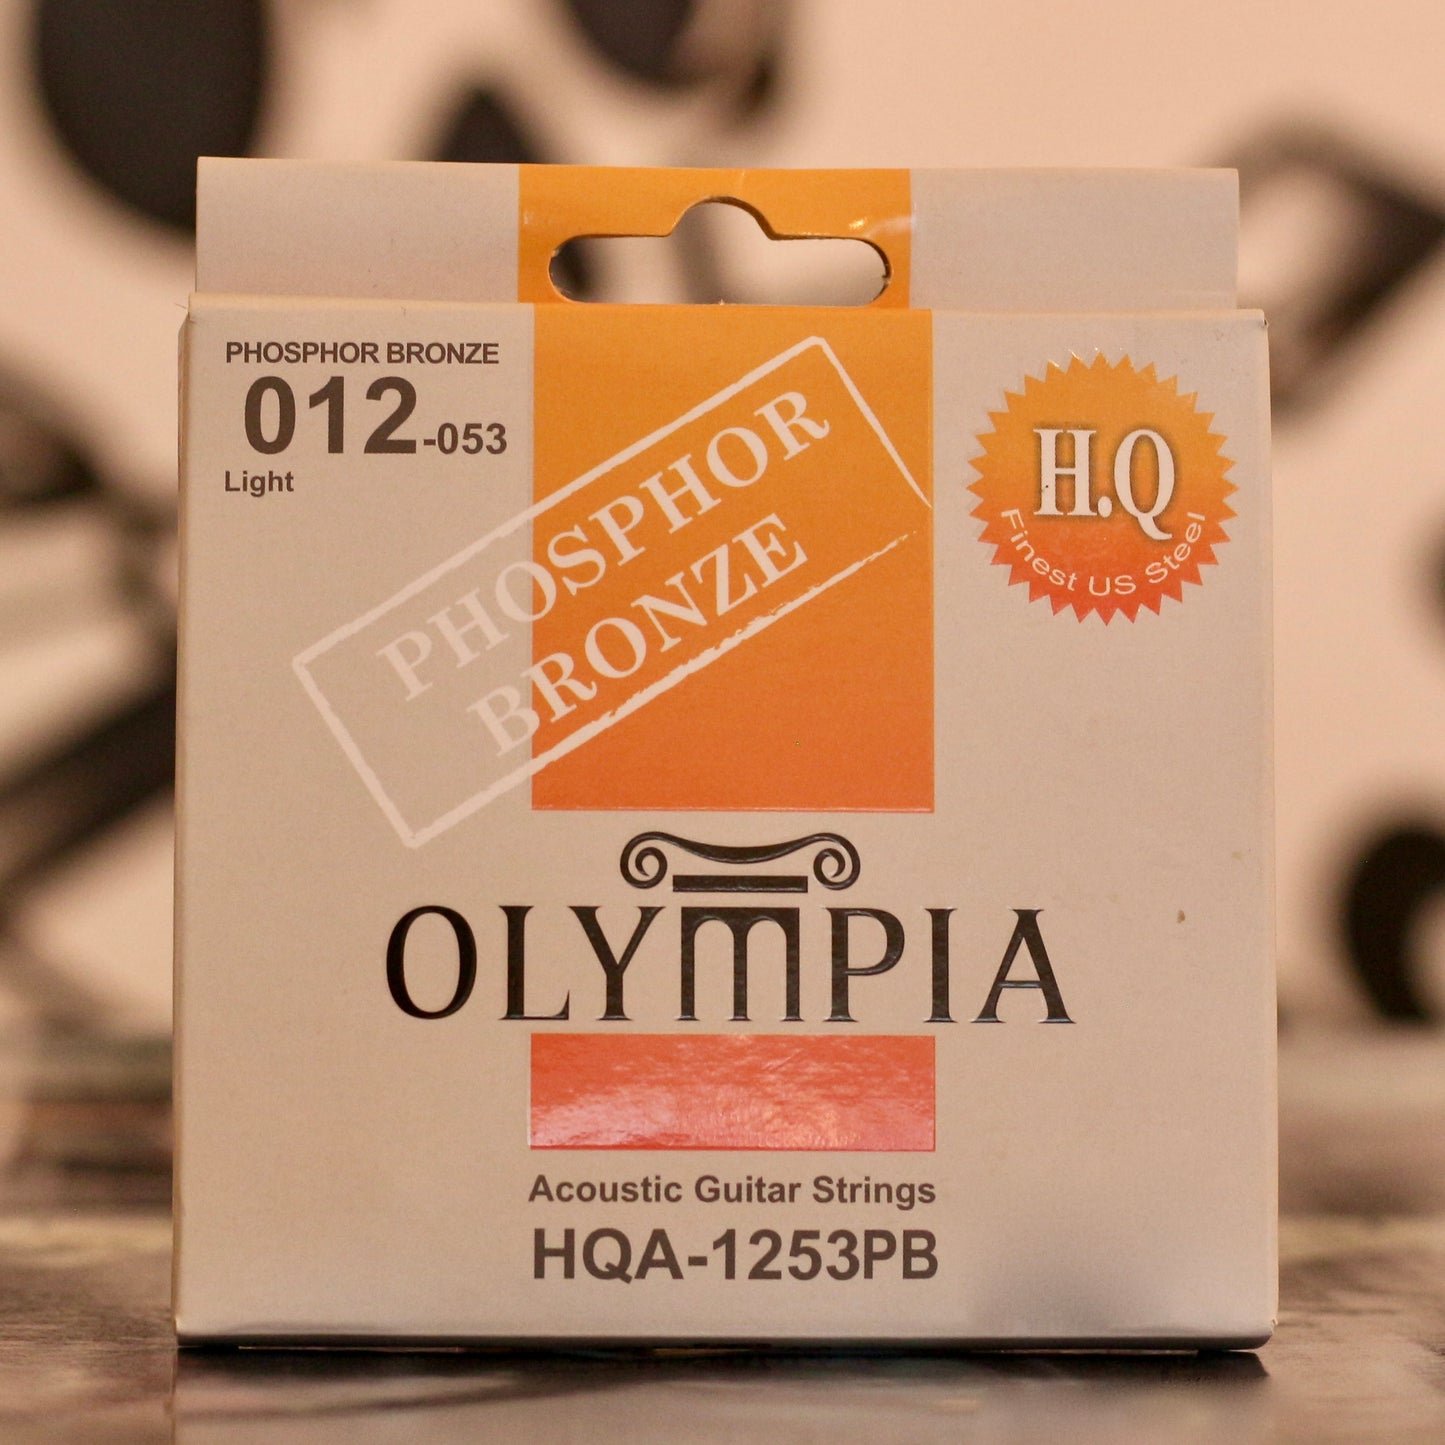 PHOSPHOR BRONZE
012-053
Light
PHOSPHOR
BRONZE
H.Q
Finest US Steel
OLYMPIA
Acoustic Guitar Strings
HQA-1253PB